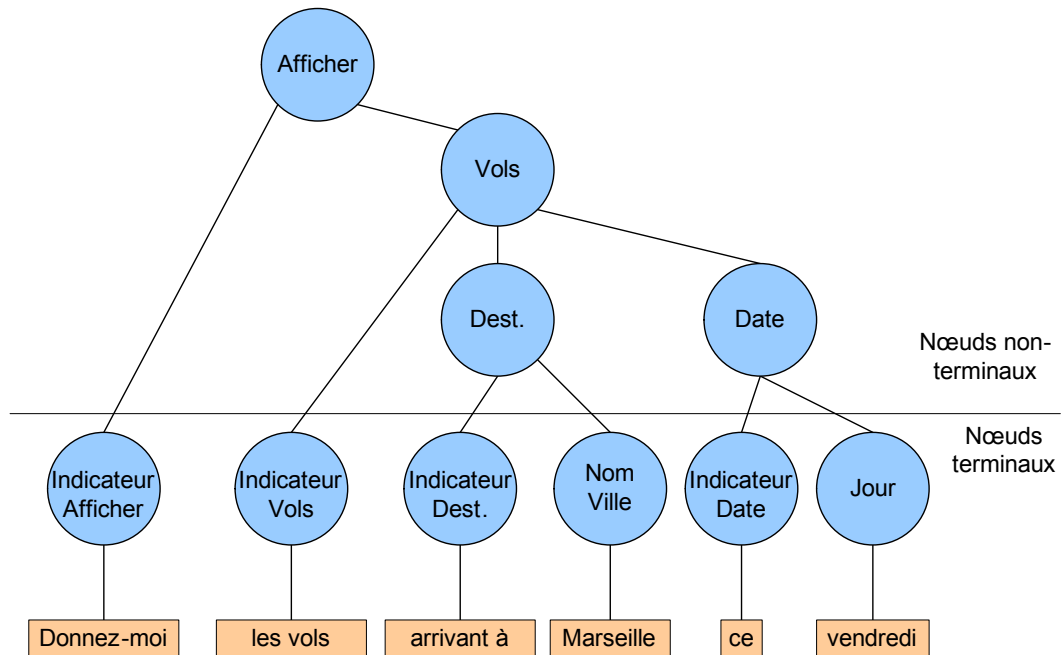 Afficher
Vols
Dest.
Date
Nœuds non-
terminaux
Nœuds
terminaux
Indicateur
Afficher
Indicateur
Vols
Indicateur
Dest.
Nom
Ville
Indicateur
Date
Jour
Donnez-moi
les vols
arrivant à
Marseille
ce
vendredi